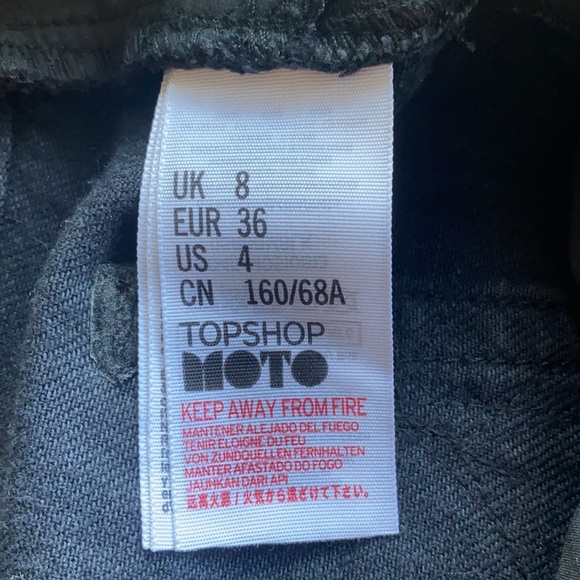 UK 8
EUR 36
US 4
CN 160/68A
TOPSHOP
MOTO
KEEP AWAY FROM FIRE
MANTENER ALEJADO DEL FUEGO
TENIR ELOIGNE DU FEU
VON ZUNDQUELLEN FERNHALTEN
MANTER AFASTADO DO FOGO
JAUHKAN DARI API
远离火源/火気から遠ざけて下さい。